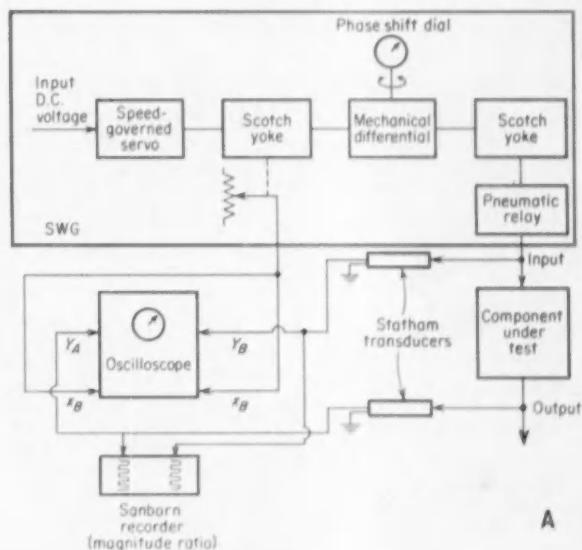 Phase shift dial
Input
D.C.
voltage
Speed-
governed
servo
Scotch
yoke
Mechanical
differential
Scotch
yoke
Pneumatic
relay
SWG
Input
Statham
transducers
Component
under
test
Y_A
Y_B
Oscilloscope
x_B
x_B
Output
Sanborn
recorder
(magnitude ratio)
A